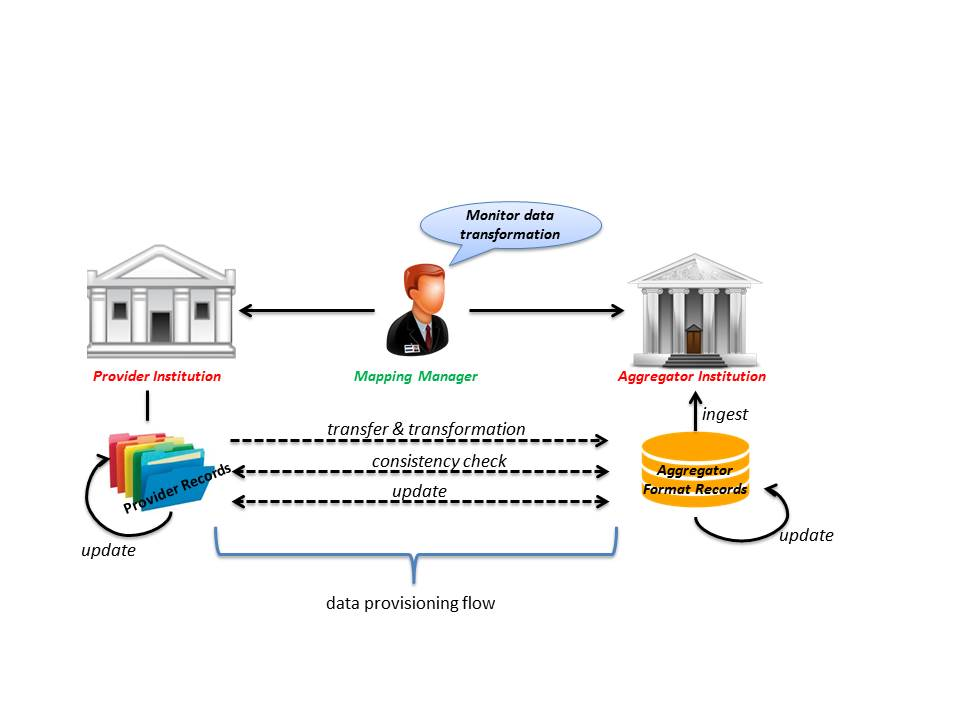 Monitor data
transformation
Provider Institution
Mapping Manager
Aggregator Institution
ingest
transfer & transformation
consistency check
update
Provider Records
Aggregator
Format Records
update
update
data provisioning flow